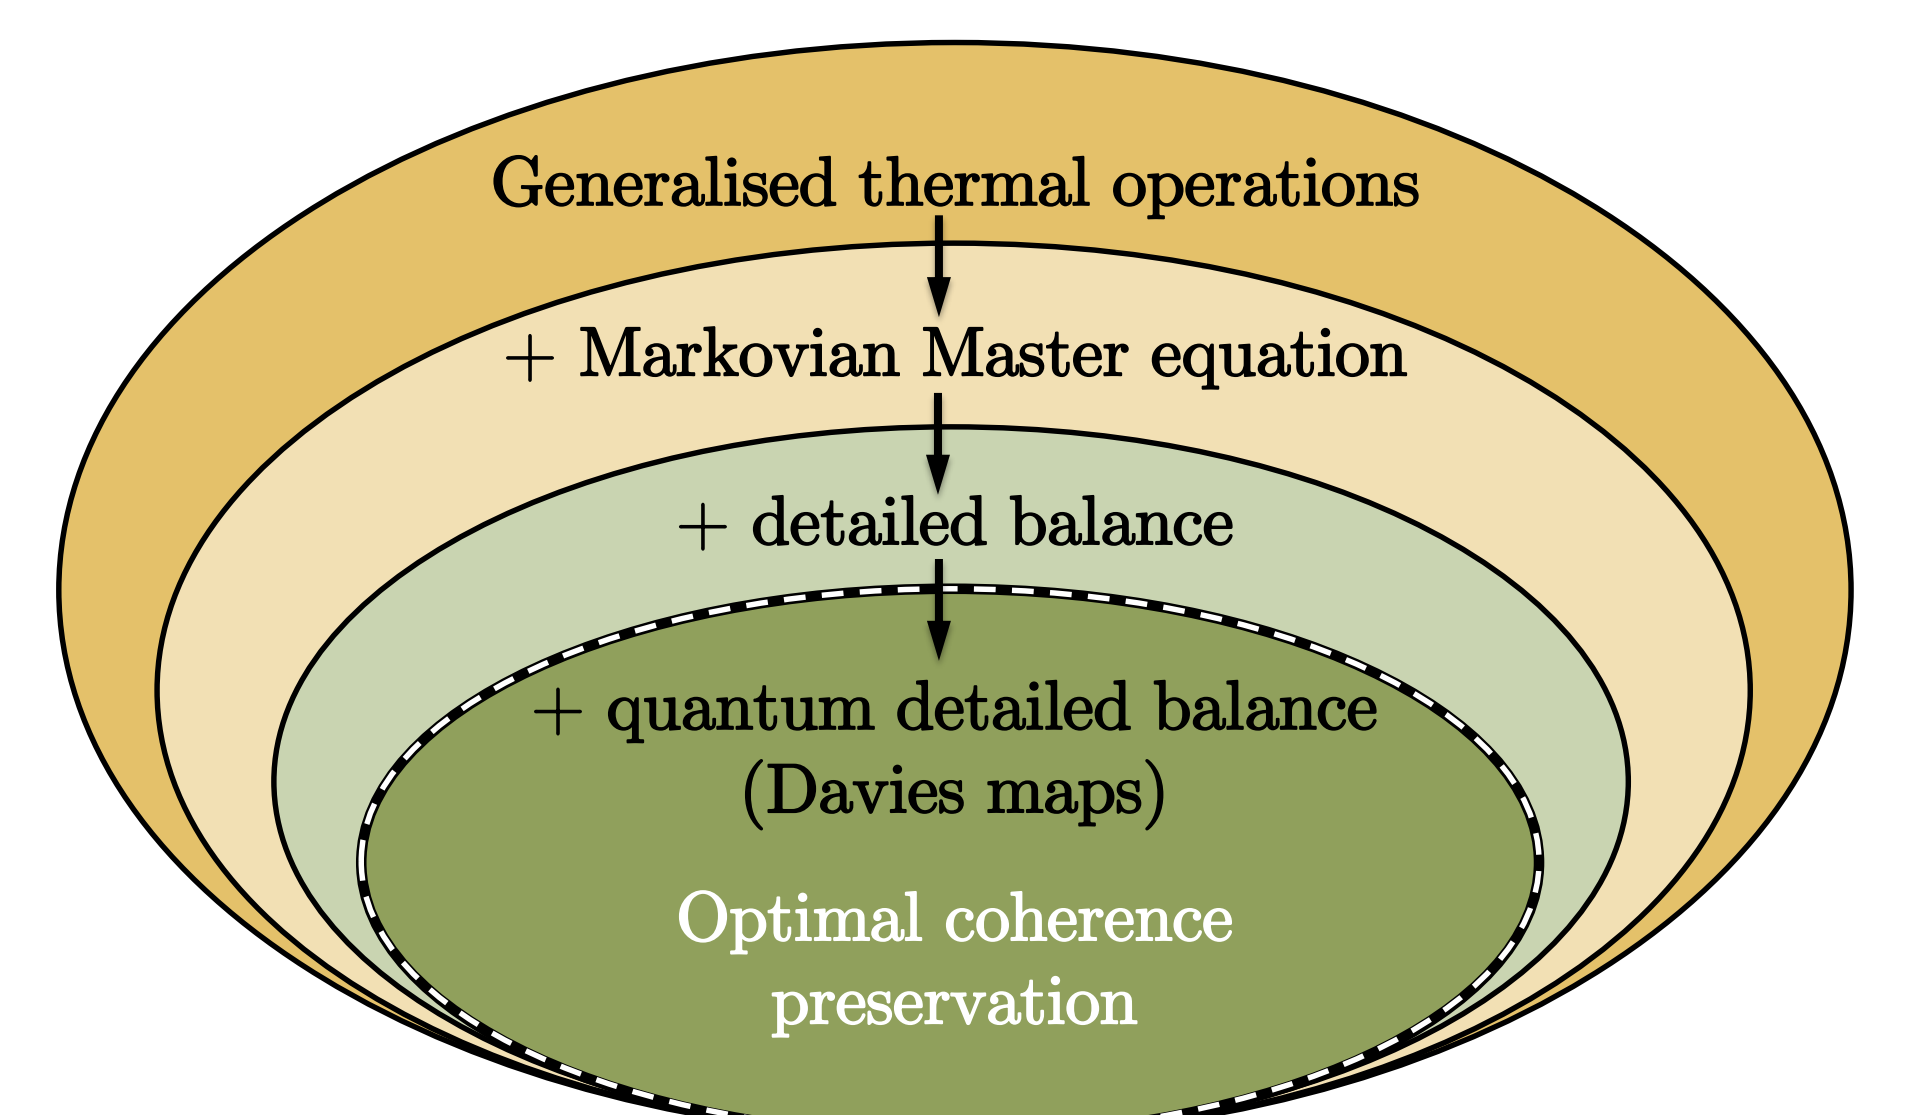 Generalised thermal operations
+ Markovian Master equation
+ detailed balance
+ quantum detailed balance
(Davies maps)
Optimal coherence
preservation